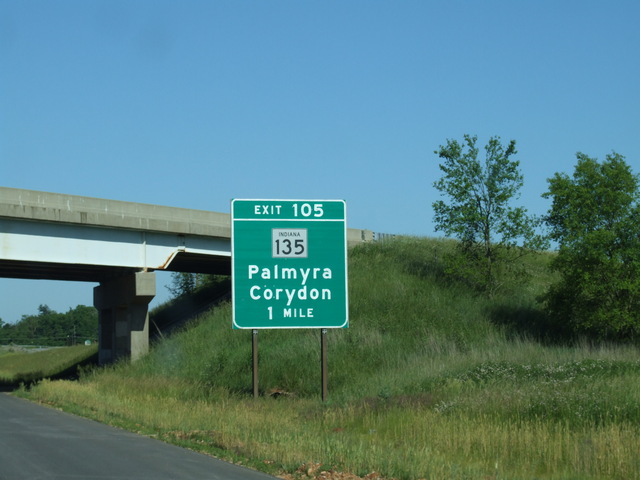 EXIT 105
INDIANA
135
Palmyra
Corydon
1 MILE